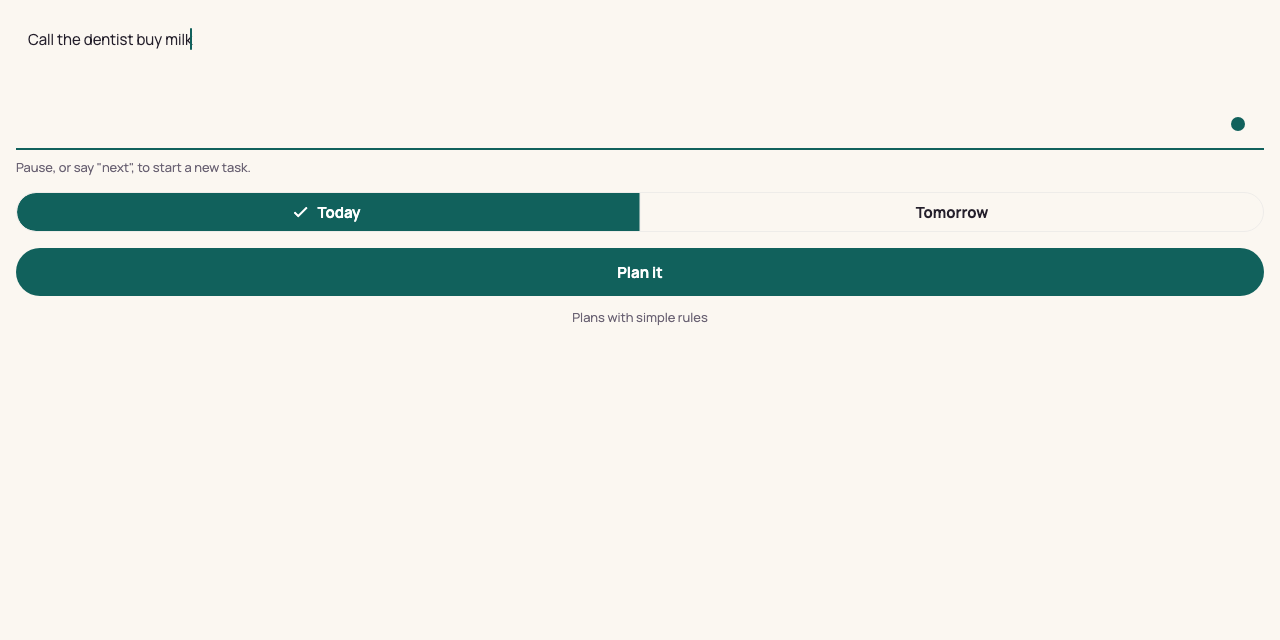 Call the dentist buy milk
Pause, or say "next", to start a new task.
Today
Tomorrow
Plan it
Plans with simple rules